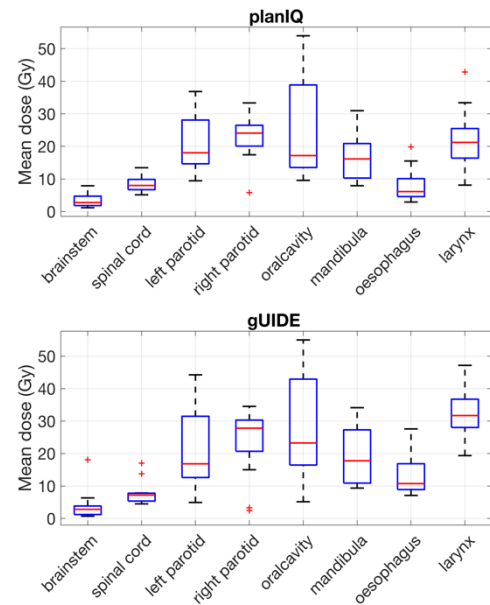 planIQ
Mean dose (Gy)
50
40
30
20
10
0
brainstem
spinal cord
left parotid
right parotid
oralcavity
mandibula
oesophagus
larynx
gUIDE
Mean dose (Gy)
50
40
30
20
10
0
brainstem
spinal cord
left parotid
right parotid
oralcavity
mandibula
oesophagus
larynx